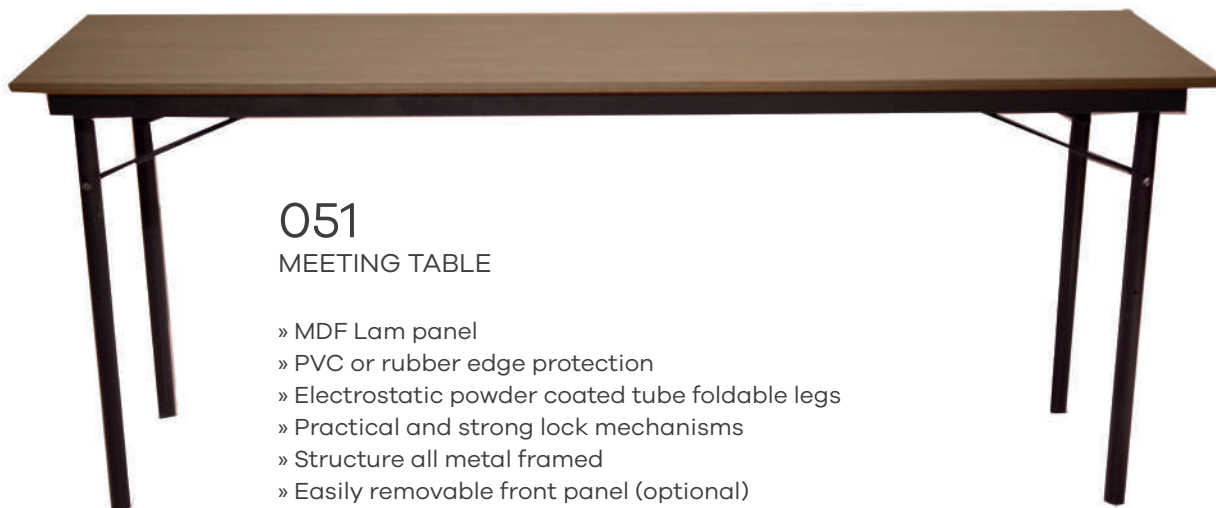 051
MEETING TABLE
» MDF Lam panel
» PVC or rubber edge protection
» Electrostatic powder coated tube foldable legs
» Practical and strong lock mechanisms
» Structure all metal framed
» Easily removable front panel (optional)